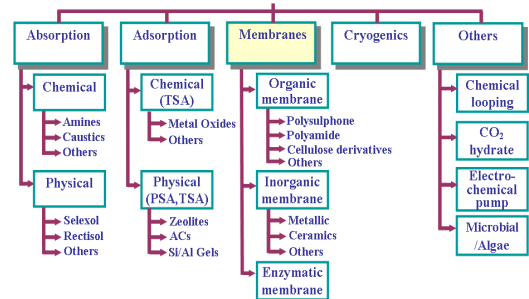 Absorption
Adsorption
Membranes
Cryogenics
Others
Chemical
Amines
Caustics
Others
Physical
Selexol
Rectisol
Others
Chemical
(TSA)
Metal Oxides
Others
Physical
(PSA,TSA)
Zeolites
ACs
Si/Al Gels
Organic
membrane
Polysulphone
Polyamide
Cellulose derivatives
Others
Inorganic
membrane
Metallic
Ceramics
Others
Enzymatic
membrane
Chemical
looping
CO₂
hydrate
Electro-
chemical
pump
Microbial
/Algae